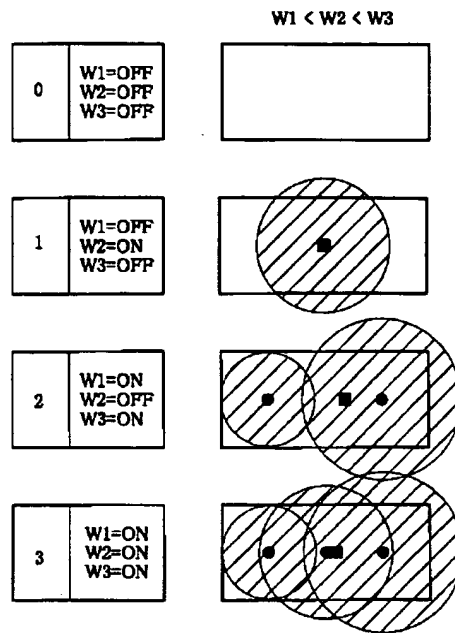 W1 < W2 < W3
0
W1=OFF
W2=OFF
W3=OFF
1
W1=OFF
W2=ON
W3=OFF
2
W1=ON
W2=OFF
W3=ON
3
W1=ON
W2=ON
W3=ON